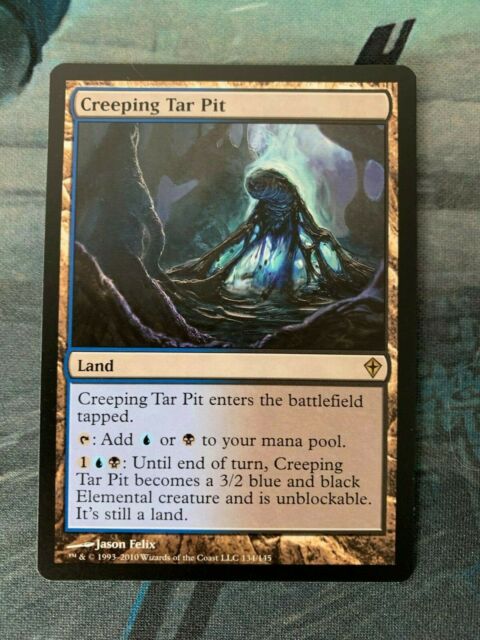 Creeping Tar Pit
Land
Creeping Tar Pit enters the battlefield
tapped.
: Add or to your mana pool.
1 : Until end of turn, Creeping
Tar Pit becomes a 3/2 blue and black
Elemental creature and is unblockable.
It's still a land.
Jason Felix
™ & © 1993-2010 Wizards of the Coast LLC 134/145